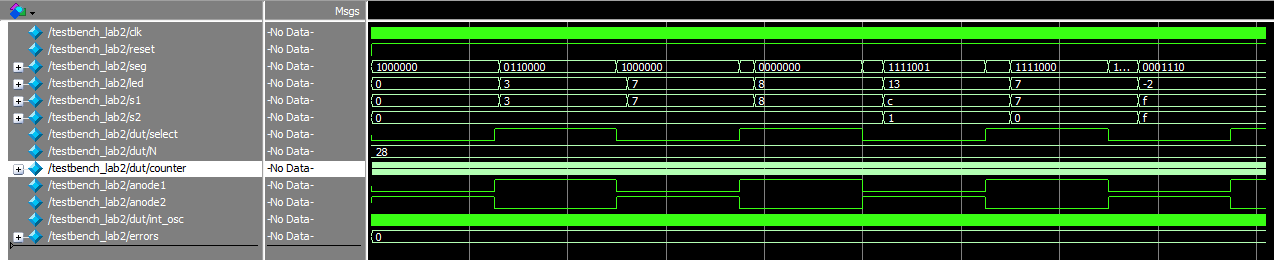 Msgs
/testbench_lab2/clk -No Data-
/testbench_lab2/reset -No Data-
/testbench_lab2/seg -No Data- 1000000 0110000 1000000 0000000 1111001 1111000 1... 0001110
/testbench_lab2/led -No Data- 0 3 7 8 13 7 -2
/testbench_lab2/s1 -No Data- 0 3 7 8 c 7 f
/testbench_lab2/s2 -No Data- 0 1 0 f
/testbench_lab2/dut/select -No Data-
/testbench_lab2/dut/N -No Data- 28
/testbench_lab2/dut/counter -No Data-
/testbench_lab2/anode1 -No Data-
/testbench_lab2/anode2 -No Data-
/testbench_lab2/dut/int_osc -No Data-
/testbench_lab2/errors -No Data- 0